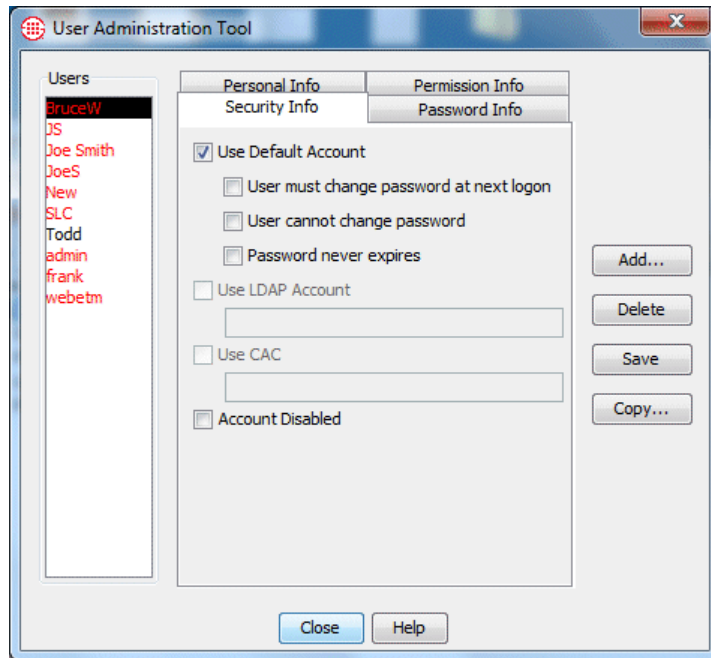 User Administration Tool
Users
BruceW
JS
Joe Smith
JoeS
New
SLC
Todd
admin
frank
webetm
Personal Info
Permission Info
Security Info
Password Info
Use Default Account
User must change password at next logon
User cannot change password
Password never expires
Use LDAP Account
Use CAC
Account Disabled
Add...
Delete
Save
Copy...
Close
Help